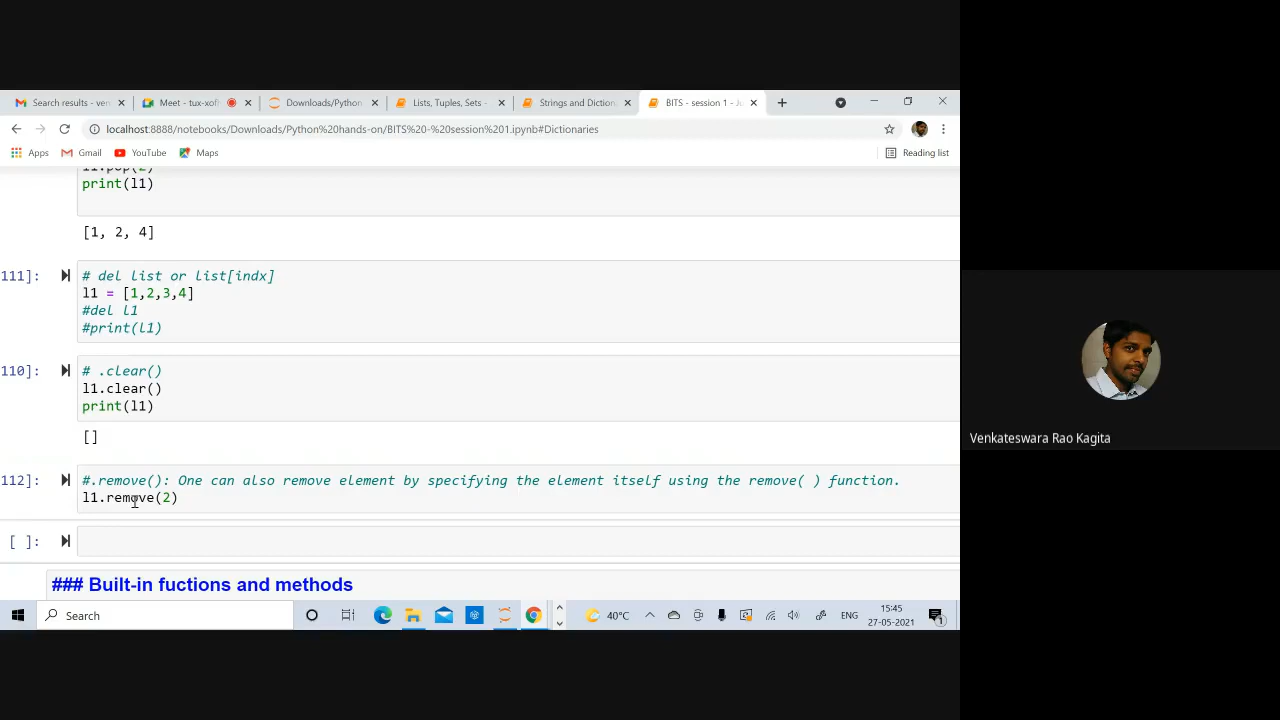 Search results - ven
Meet - tux-xof
Downloads/Python
Lists, Tuples, Sets -
Strings and Diction
BITS - session 1 - Ju
localhost:8888/notebooks/Downloads/Python%20hands-on/BITS%20-%20session%201.ipynb#Dictionaries
Apps
Gmail
YouTube
Maps
Reading list
l1.pop(2)
print(l1)
[1, 2, 4]
111]:
# del list or list[indx]
l1 = [1,2,3,4]
#del l1
#print(l1)
110]:
# .clear()
l1.clear()
print(l1)
[]
112]:
#.remove(): One can also remove element by specifying the element itself using the remove( ) function.
l1.remove(2)
[ ]:
### Built-in fuctions and methods
Venkateswara Rao Kagita
Search
40°C
ENG
15:45
27-05-2021